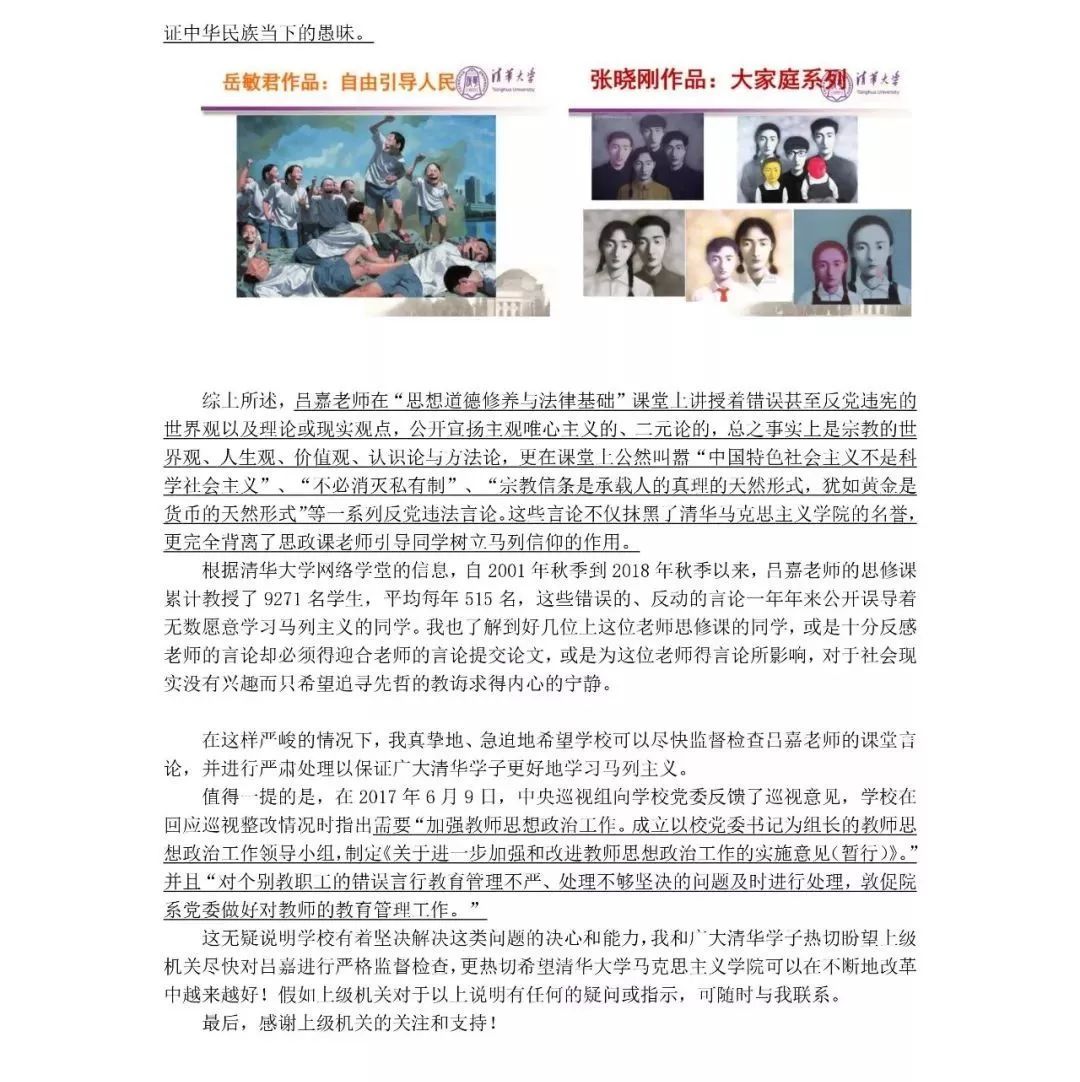 证中华民族当下的愚昧。
岳敏君作品：自由引导人民
清华大学
Tsinghua University
张晓刚作品：大家庭系列
清华大学
Tsinghua University
综上所述，吕嘉老师在“思想道德修养与法律基础”课堂上讲授着错误甚至反党违宪的
世界观以及理论或现实观点，公开宣扬主观唯心主义的、二元论的，总之事实上是宗教的世
界观、人生观、价值观、认识论与方法论，更在课堂上公然叫嚣“中国特色社会主义不是科
学社会主义”、“不必消灭私有制”、“宗教信条是承载人的真理的天然形式，犹如黄金是
货币的天然形式”等一系列反党违法言论。这些言论不仅抹黑了清华马克思主义学院的名誉，
更完全背离了思政课老师引导同学树立马列信仰的作用。
根据清华大学网络学堂的信息，自 2001 年秋季到 2018 年秋季以来，吕嘉老师的思修课
累计教授了 9271 名学生，平均每年 515 名，这些错误的、反动的言论一年年来公开误导着
无数愿意学习马列主义的同学。我也了解到好几位上这位老师思修课的同学，或是十分反感
老师的言论却必须得迎合老师的言论提交论文，或是为这位老师得言论所影响，对于社会现
实没有兴趣而只希望追寻先哲的教诲求得内心的宁静。
在这样严峻的情况下，我真挚地、急迫地希望学校可以尽快监督检查吕嘉老师的课堂言
论，并进行严肃处理以保证广大清华学子更好地学习马列主义。
值得一提的是，在 2017 年 6 月 9 日，中央巡视组向学校党委反馈了巡视意见，学校在
回应巡视整改情况时指出需要“加强教师思想政治工作。成立以校党委书记为组长的教师思
想政治工作领导小组，制定《关于进一步加强和改进教师思想政治工作的实施意见（暂行）》。”
并且“对个别教职工的错误言行教育管理不严、处理不够坚决的问题及时进行处理，敦促院
系党委做好对教师的教育管理工作。”
这无疑说明学校有着坚决解决这类问题的决心和能力，我和广大清华学子热切盼望上级
机关尽快对吕嘉进行严格监督检查，更热切希望清华大学马克思主义学院可以在不断地改革
中越来越好！假如上级机关对于以上说明有任何的疑问或指示，可随时与我联系。
最后，感谢上级机关的关注和支持！